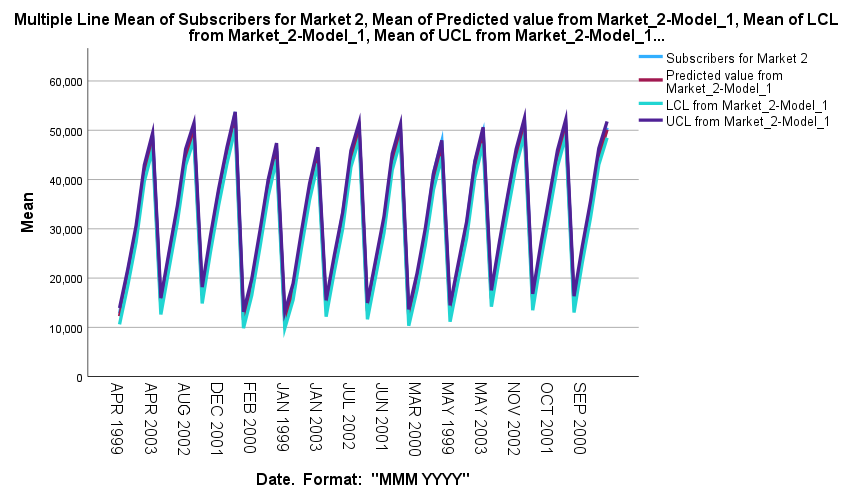 Multiple Line Mean of Subscribers for Market 2, Mean of Predicted value from Market_2-Model_1, Mean of LCL
from Market_2-Model_1, Mean of UCL from Market_2-Model_1...
Subscribers for Market 2
Predicted value from
Market_2-Model_1
LCL from Market_2-Model_1
UCL from Market_2-Model_1
Mean
60,000
50,000
40,000
30,000
20,000
10,000
0
APR 1999
APR 2003
AUG 2002
DEC 2001
FEB 2000
JAN 1999
JAN 2003
JUL 2002
JUN 2001
MAR 2000
MAY 1999
MAY 2003
NOV 2002
OCT 2001
SEP 2000
Date. Format: "MMM YYYY"